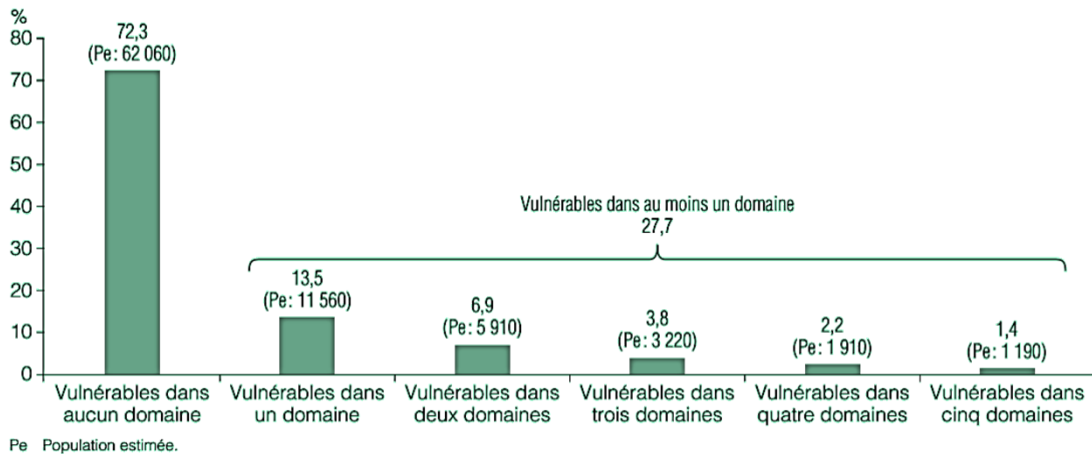 %
80
70
60
50
40
30
20
10
0
72,3
(Pe: 62 060)
Vulnérables dans au moins un domaine
27,7
13,5
(Pe: 11 560)
6,9
(Pe: 5 910)
3,8
(Pe: 3 220)
2,2
(Pe: 1 910)
1,4
(Pe: 1 190)
Vulnérables dans
aucun domaine
Vulnérables dans
un domaine
Vulnérables dans
deux domaines
Vulnérables dans
trois domaines
Vulnérables dans
quatre domaines
Vulnérables dans
cinq domaines
Pe Population estimée.